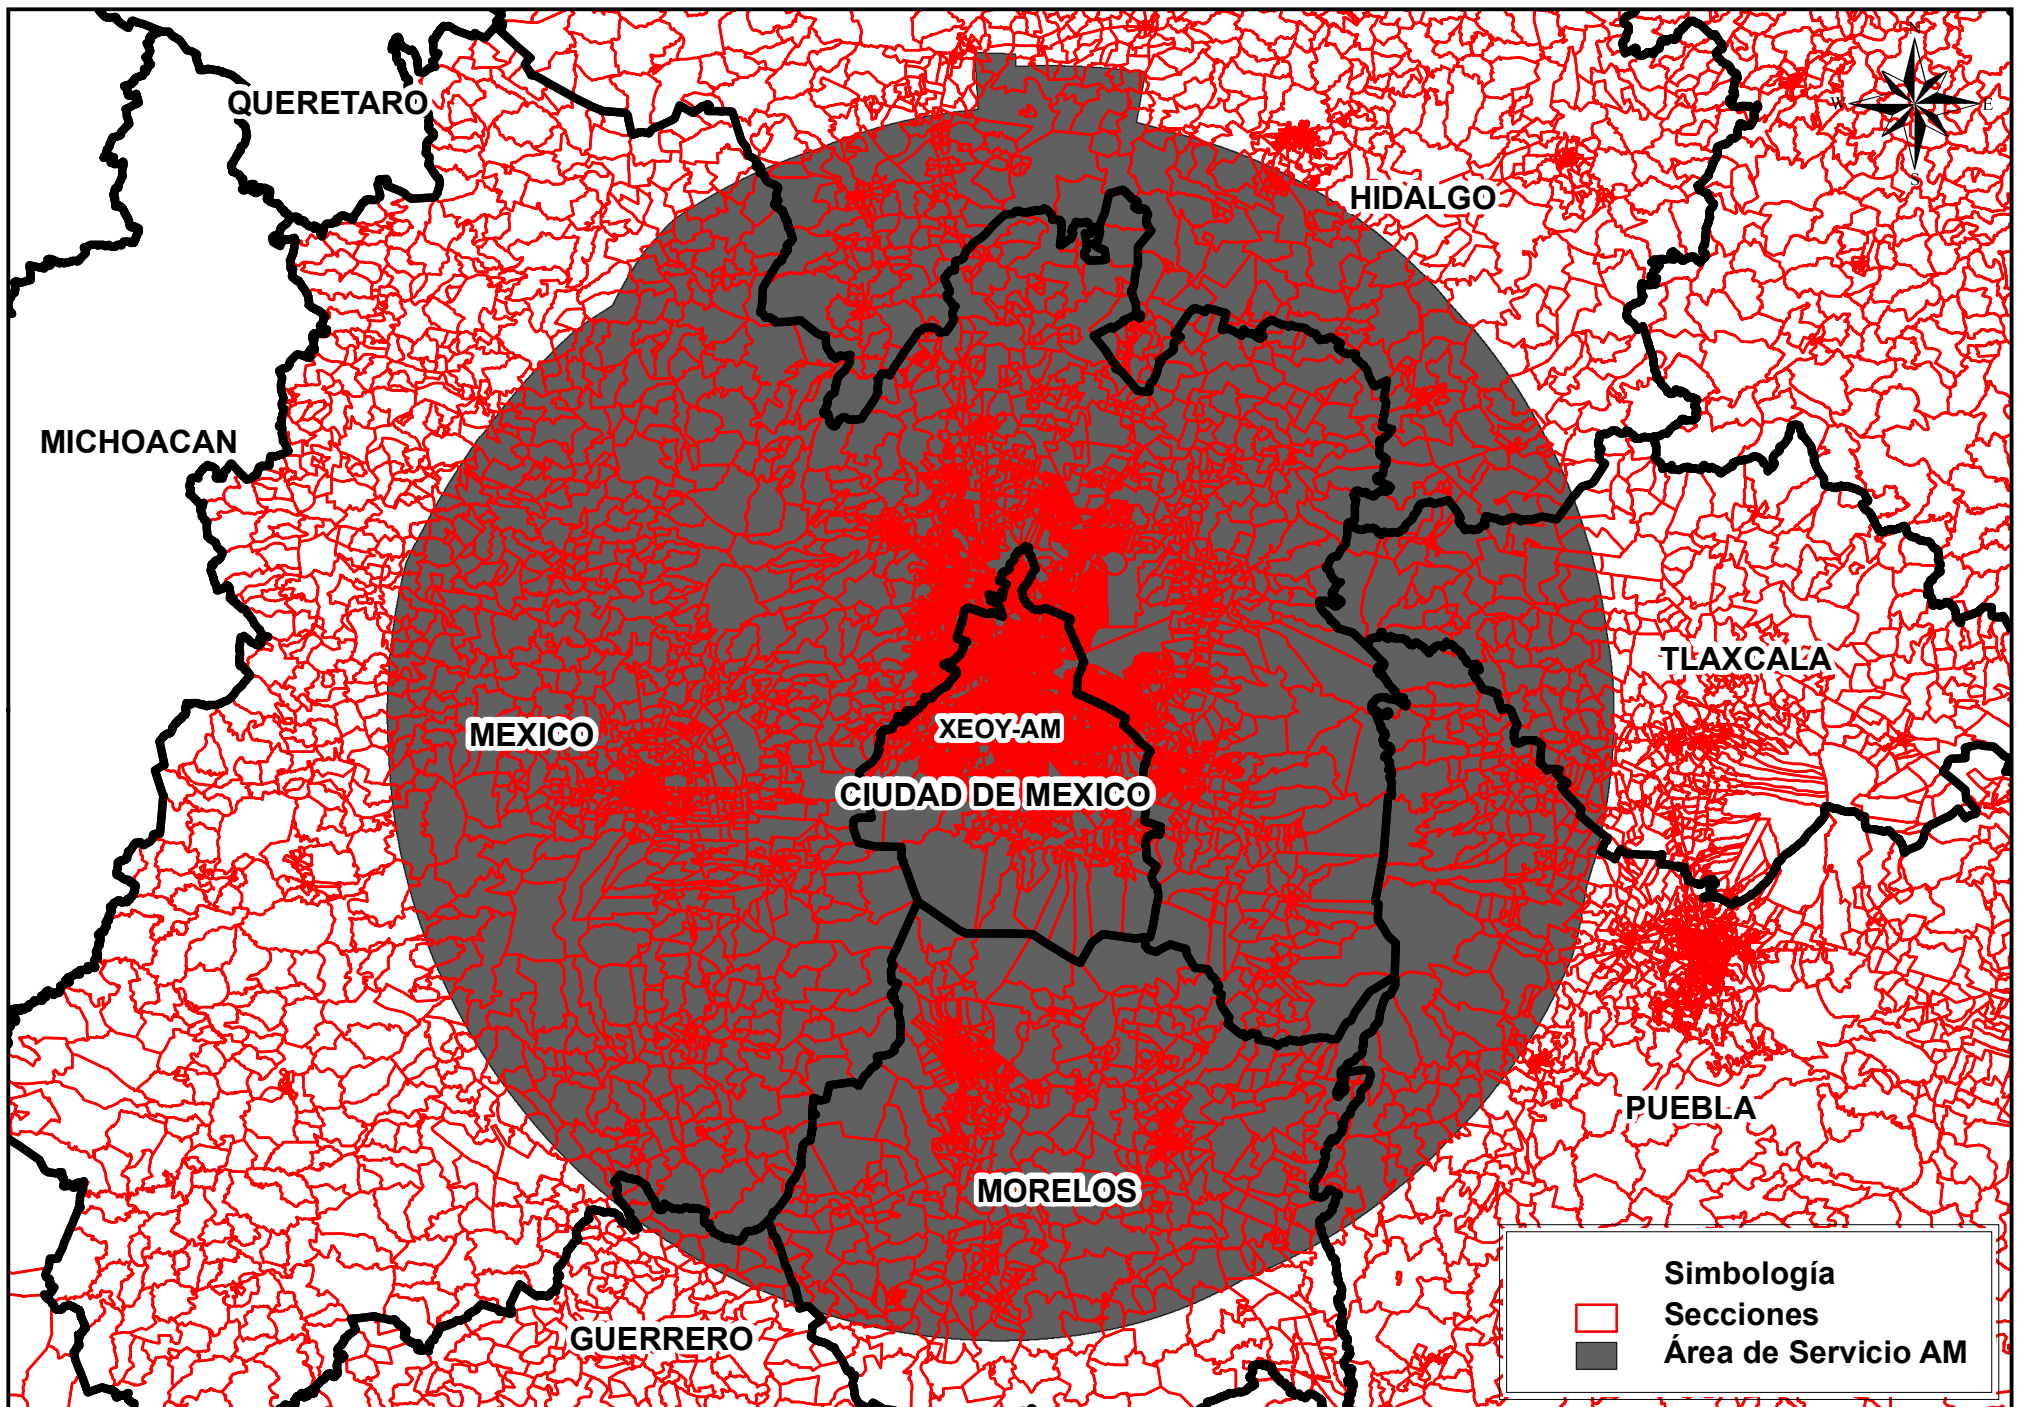 N
W
E
S
QUERETARO
HIDALGO
MICHOACAN
TLAXCALA
MEXICO
XEOY-AM
CIUDAD DE MEXICO
PUEBLA
MORELOS
GUERRERO
Simbología
Secciones
Área de Servicio AM